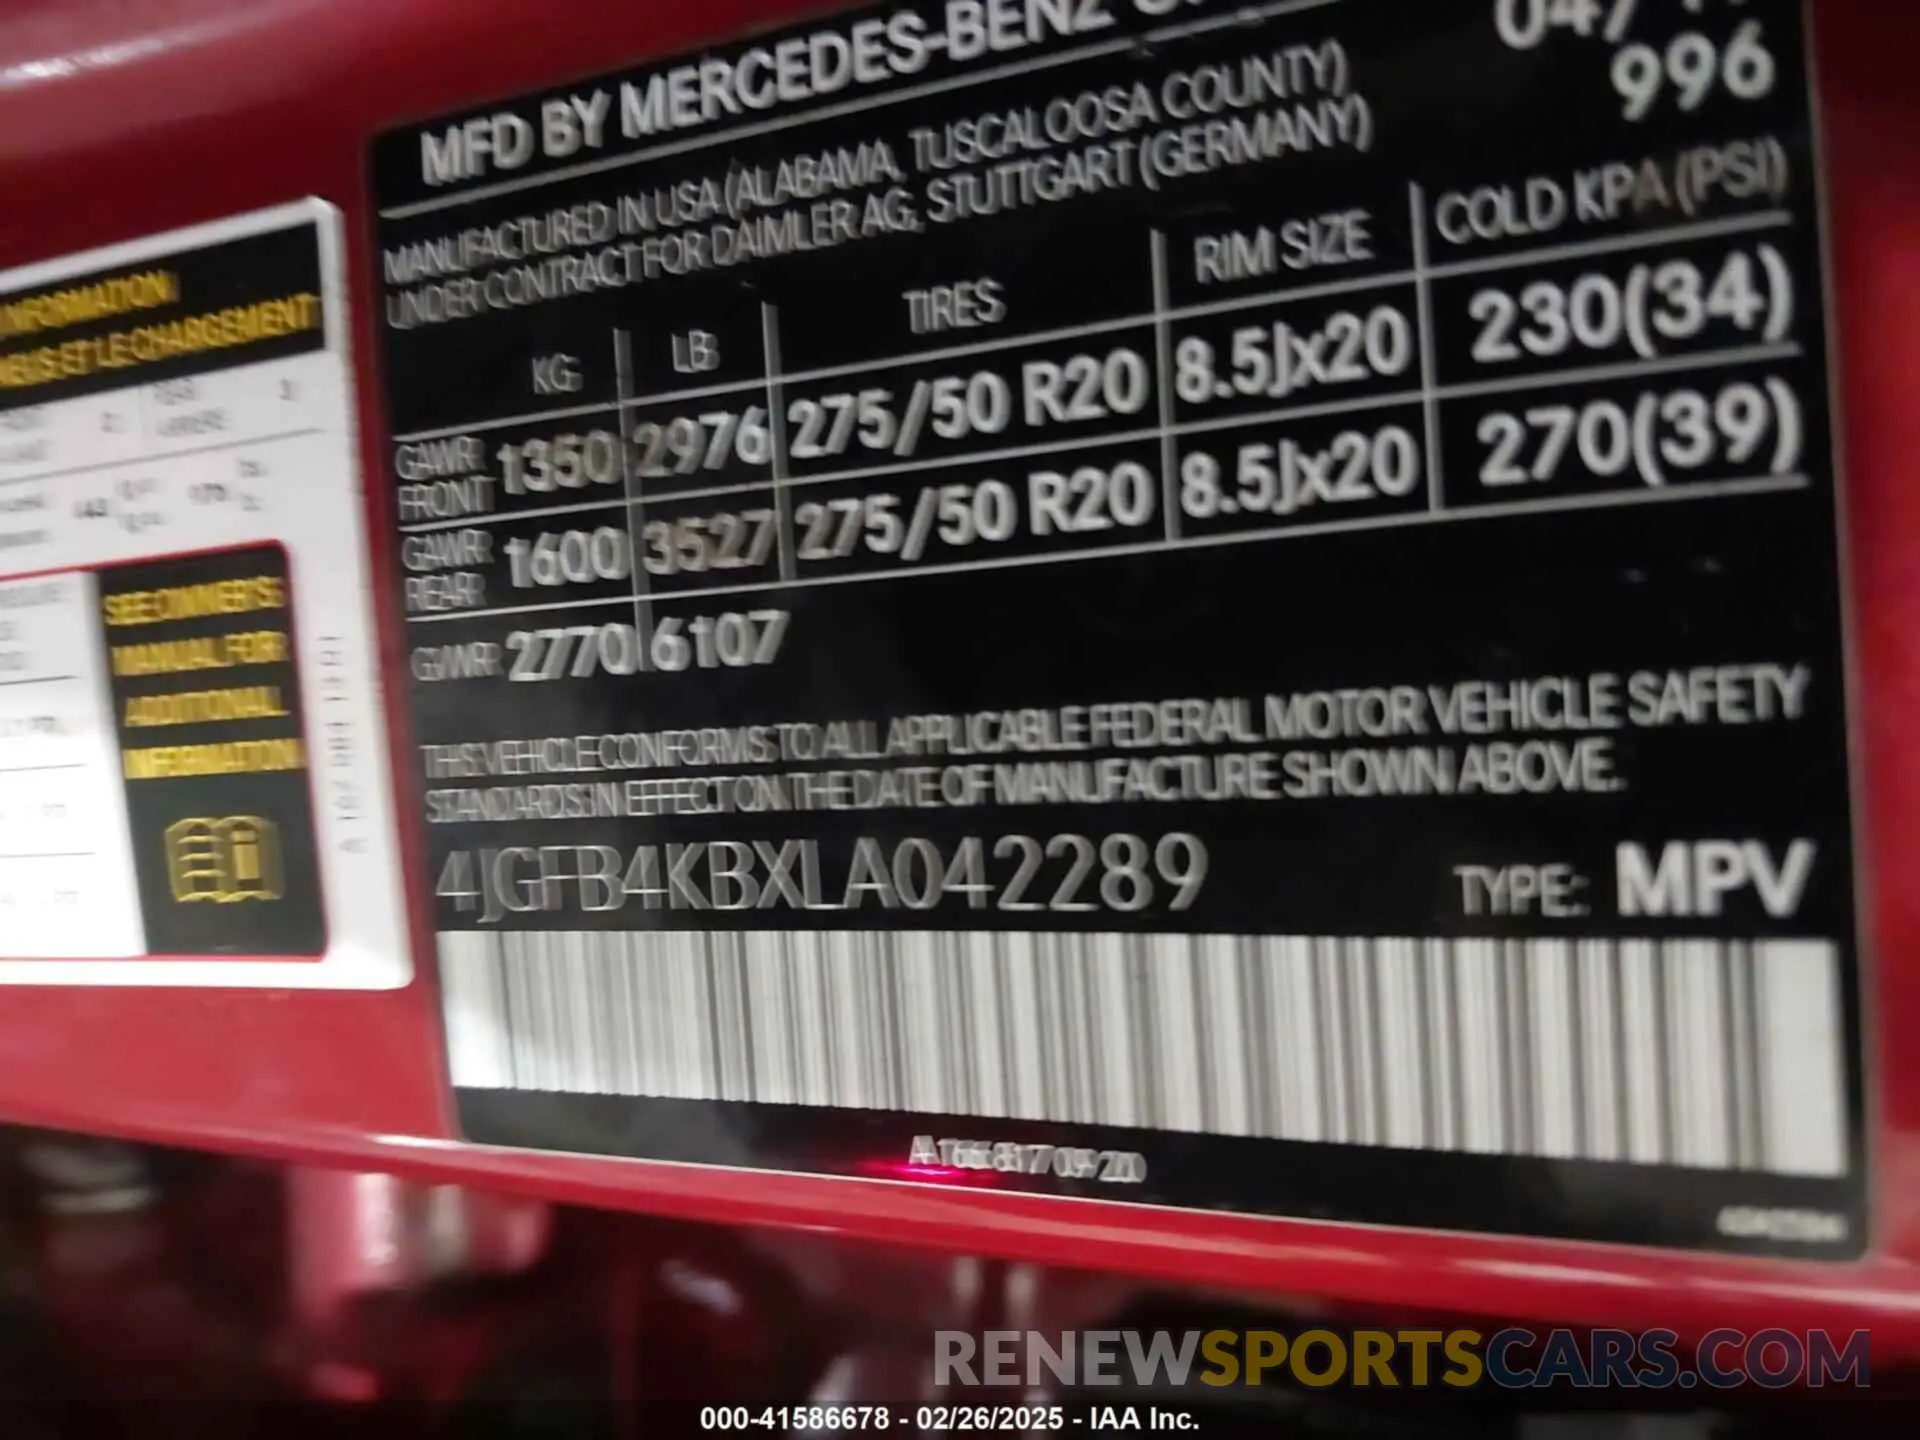 MFD BY MERCEDES-BENZ
996
MANUFACTURED IN USA (ALABAMA, TUSCALOOSA COUNTY)
UNDER CONTRACT FOR DAIMLER AG, STUTTGART (GERMANY)
KG LB TIRES RIM SIZE COLD KPA (PSI)
GAWR FRONT 1350 2976 275/50 R20 8.5Jx20 230(34)
GAWR REAR 1600 3527 275/50 R20 8.5Jx20 270(39)
GVWR 2770 6107
THIS VEHICLE CONFORMS TO ALL APPLICABLE FEDERAL MOTOR VEHICLE SAFETY
STANDARDS IN EFFECT ON THE DATE OF MANUFACTURE SHOWN ABOVE.
4JGFB4KBXLA042289 TYPE: MPV
INFORMATION
ET LE CHARGEMENT
SEE OWNER'S
MANUAL FOR
ADDITIONAL
INFORMATION
RENEWSPORTSCARS.COM
000-41586678 - 02/26/2025 - IAA Inc.